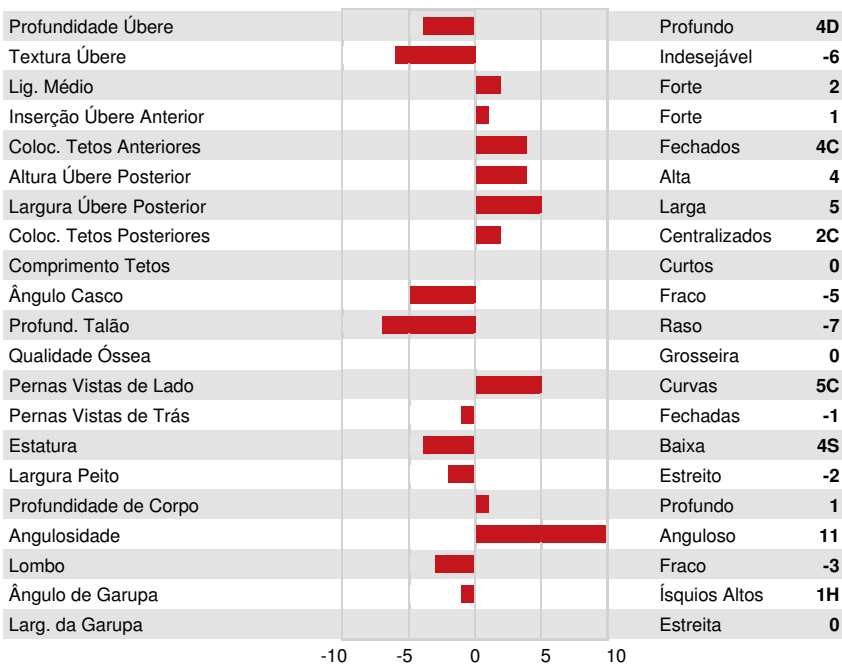 Profundidade Úbere Profundo 4D
Textura Úbere Indesejável -6
Lig. Médio Forte 2
Inserção Úbere Anterior Forte 1
Coloc. Tetos Anteriores Fechados 4C
Altura Úbere Posterior Alta 4
Largura Úbere Posterior Larga 5
Coloc. Tetos Posteriores Centralizados 2C
Comprimento Tetos Curtos 0
Ângulo Casco Fraco -5
Profund. Talão Raso -7
Qualidade Óssea Grosseira 0
Pernas Vistas de Lado Curvas 5C
Pernas Vistas de Trás Fechadas -1
Estatura Baixa 4S
Largura Peito Estreito -2
Profundidade de Corpo Profundo 1
Angulosidade Anguloso 11
Lombo Fraco -3
Ângulo de Garupa Ísquios Altos 1H
Larg. da Garupa Estreita 0
-10 -5 0 5 10